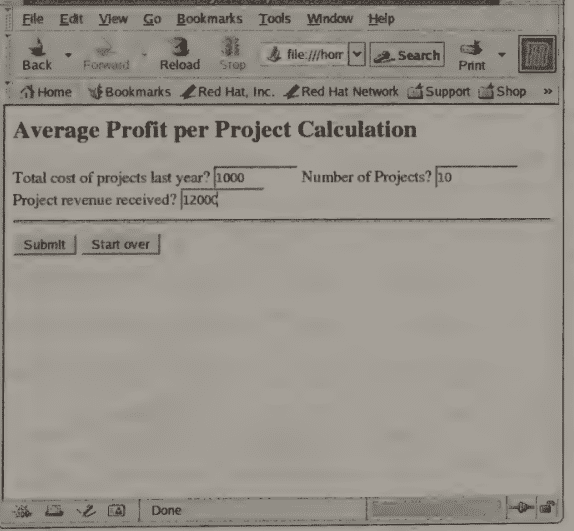 File Edit View Go Bookmarks Tools Window Help
Back Forward Reload Stop file:///hom Search Print
Home Bookmarks Red Hat, Inc. Red Hat Network Support Shop »
Average Profit per Project Calculation
Total cost of projects last year? 1000 Number of Projects? 10
Project revenue received? 12000
Submit Start over
Done